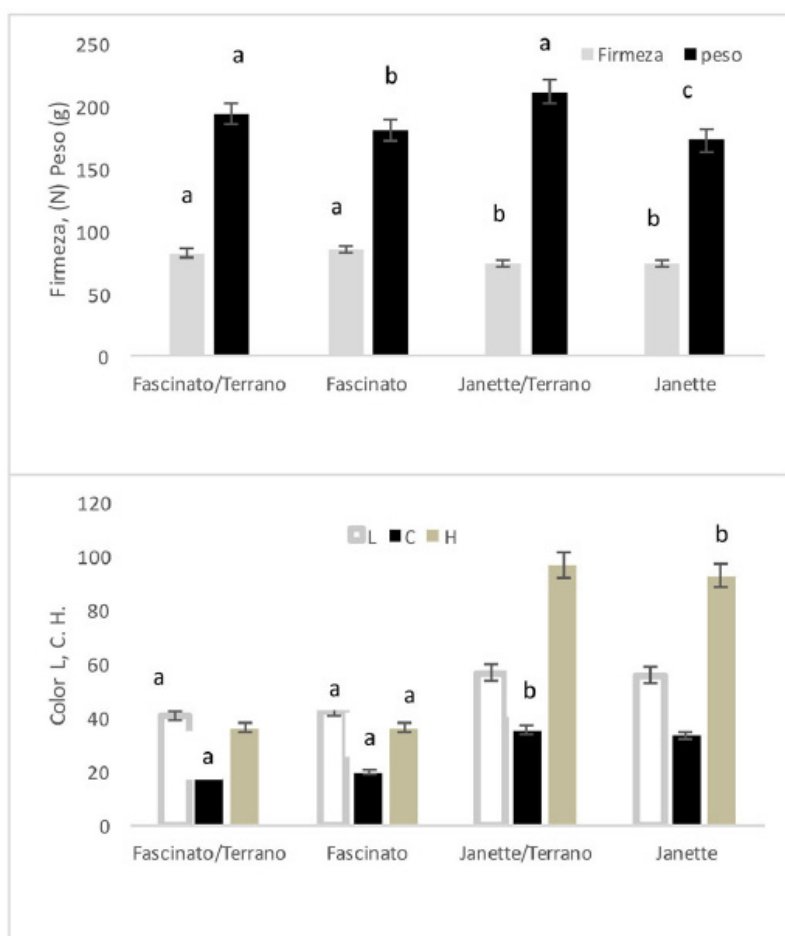 250
200
150
100
50
0
Firmeza, (N) Peso (g)
Firmeza peso
a
a
a
b
b
a
b
c
Fascinato/Terrano Fascinato Janette/Terrano Janette
120
100
80
60
40
20
0
Color L, C. H.
L C H
a
a
a
a
a
b
b
Fascinato/Terrano Fascinato Janette/Terrano Janette